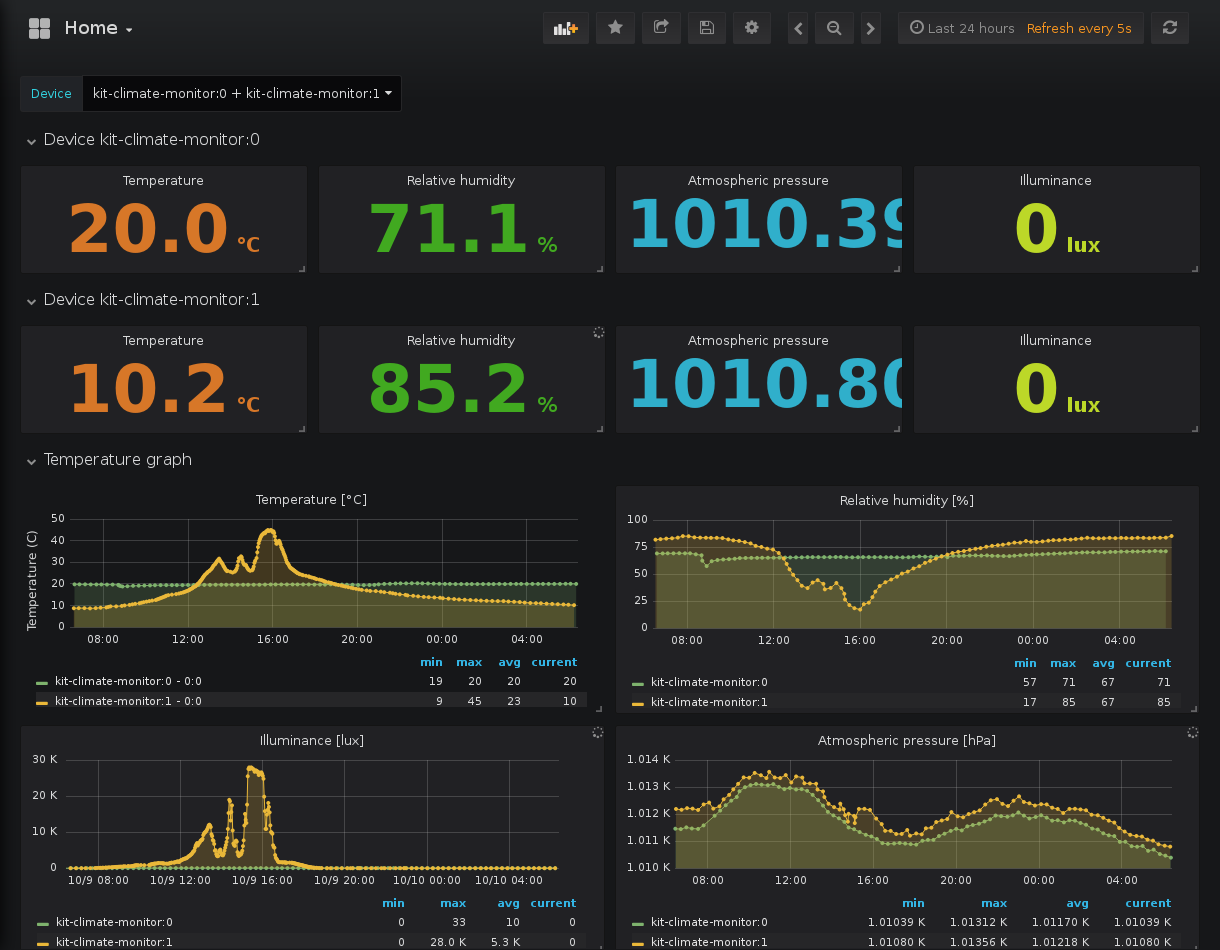 Home
Last 24 hours Refresh every 5s
Device kit-climate-monitor:0 + kit-climate-monitor:1
Device kit-climate-monitor:0
Temperature Relative humidity Atmospheric pressure Illuminance
20.0 °C 71.1 % 1010.39 0 lux
Device kit-climate-monitor:1
Temperature Relative humidity Atmospheric pressure Illuminance
10.2 °C 85.2 % 1010.80 0 lux
Temperature graph
Temperature [°C]
Temperature (C)
50
40
30
20
10
0
08:00 12:00 16:00 20:00 00:00 04:00
min max avg current
kit-climate-monitor:0 - 0:0 19 20 20 20
kit-climate-monitor:1 - 0:0 9 45 23 10
Relative humidity [%]
100
75
50
25
0
08:00 12:00 16:00 20:00 00:00 04:00
min max avg current
kit-climate-monitor:0 57 71 67 71
kit-climate-monitor:1 17 85 67 85
Illuminance [lux]
30 K
20 K
10 K
0
10/9 08:00 10/9 12:00 10/9 16:00 10/9 20:00 10/10 00:00 10/10 04:00
min max avg current
kit-climate-monitor:0 0 33 10 0
kit-climate-monitor:1 0 28.0 K 5.3 K 0
Atmospheric pressure [hPa]
1.014 K
1.013 K
1.012 K
1.011 K
1.010 K
08:00 12:00 16:00 20:00 00:00 04:00
min max avg current
kit-climate-monitor:0 1.01039 K 1.01312 K 1.01170 K 1.01039 K
kit-climate-monitor:1 1.01080 K 1.01356 K 1.01218 K 1.01080 K